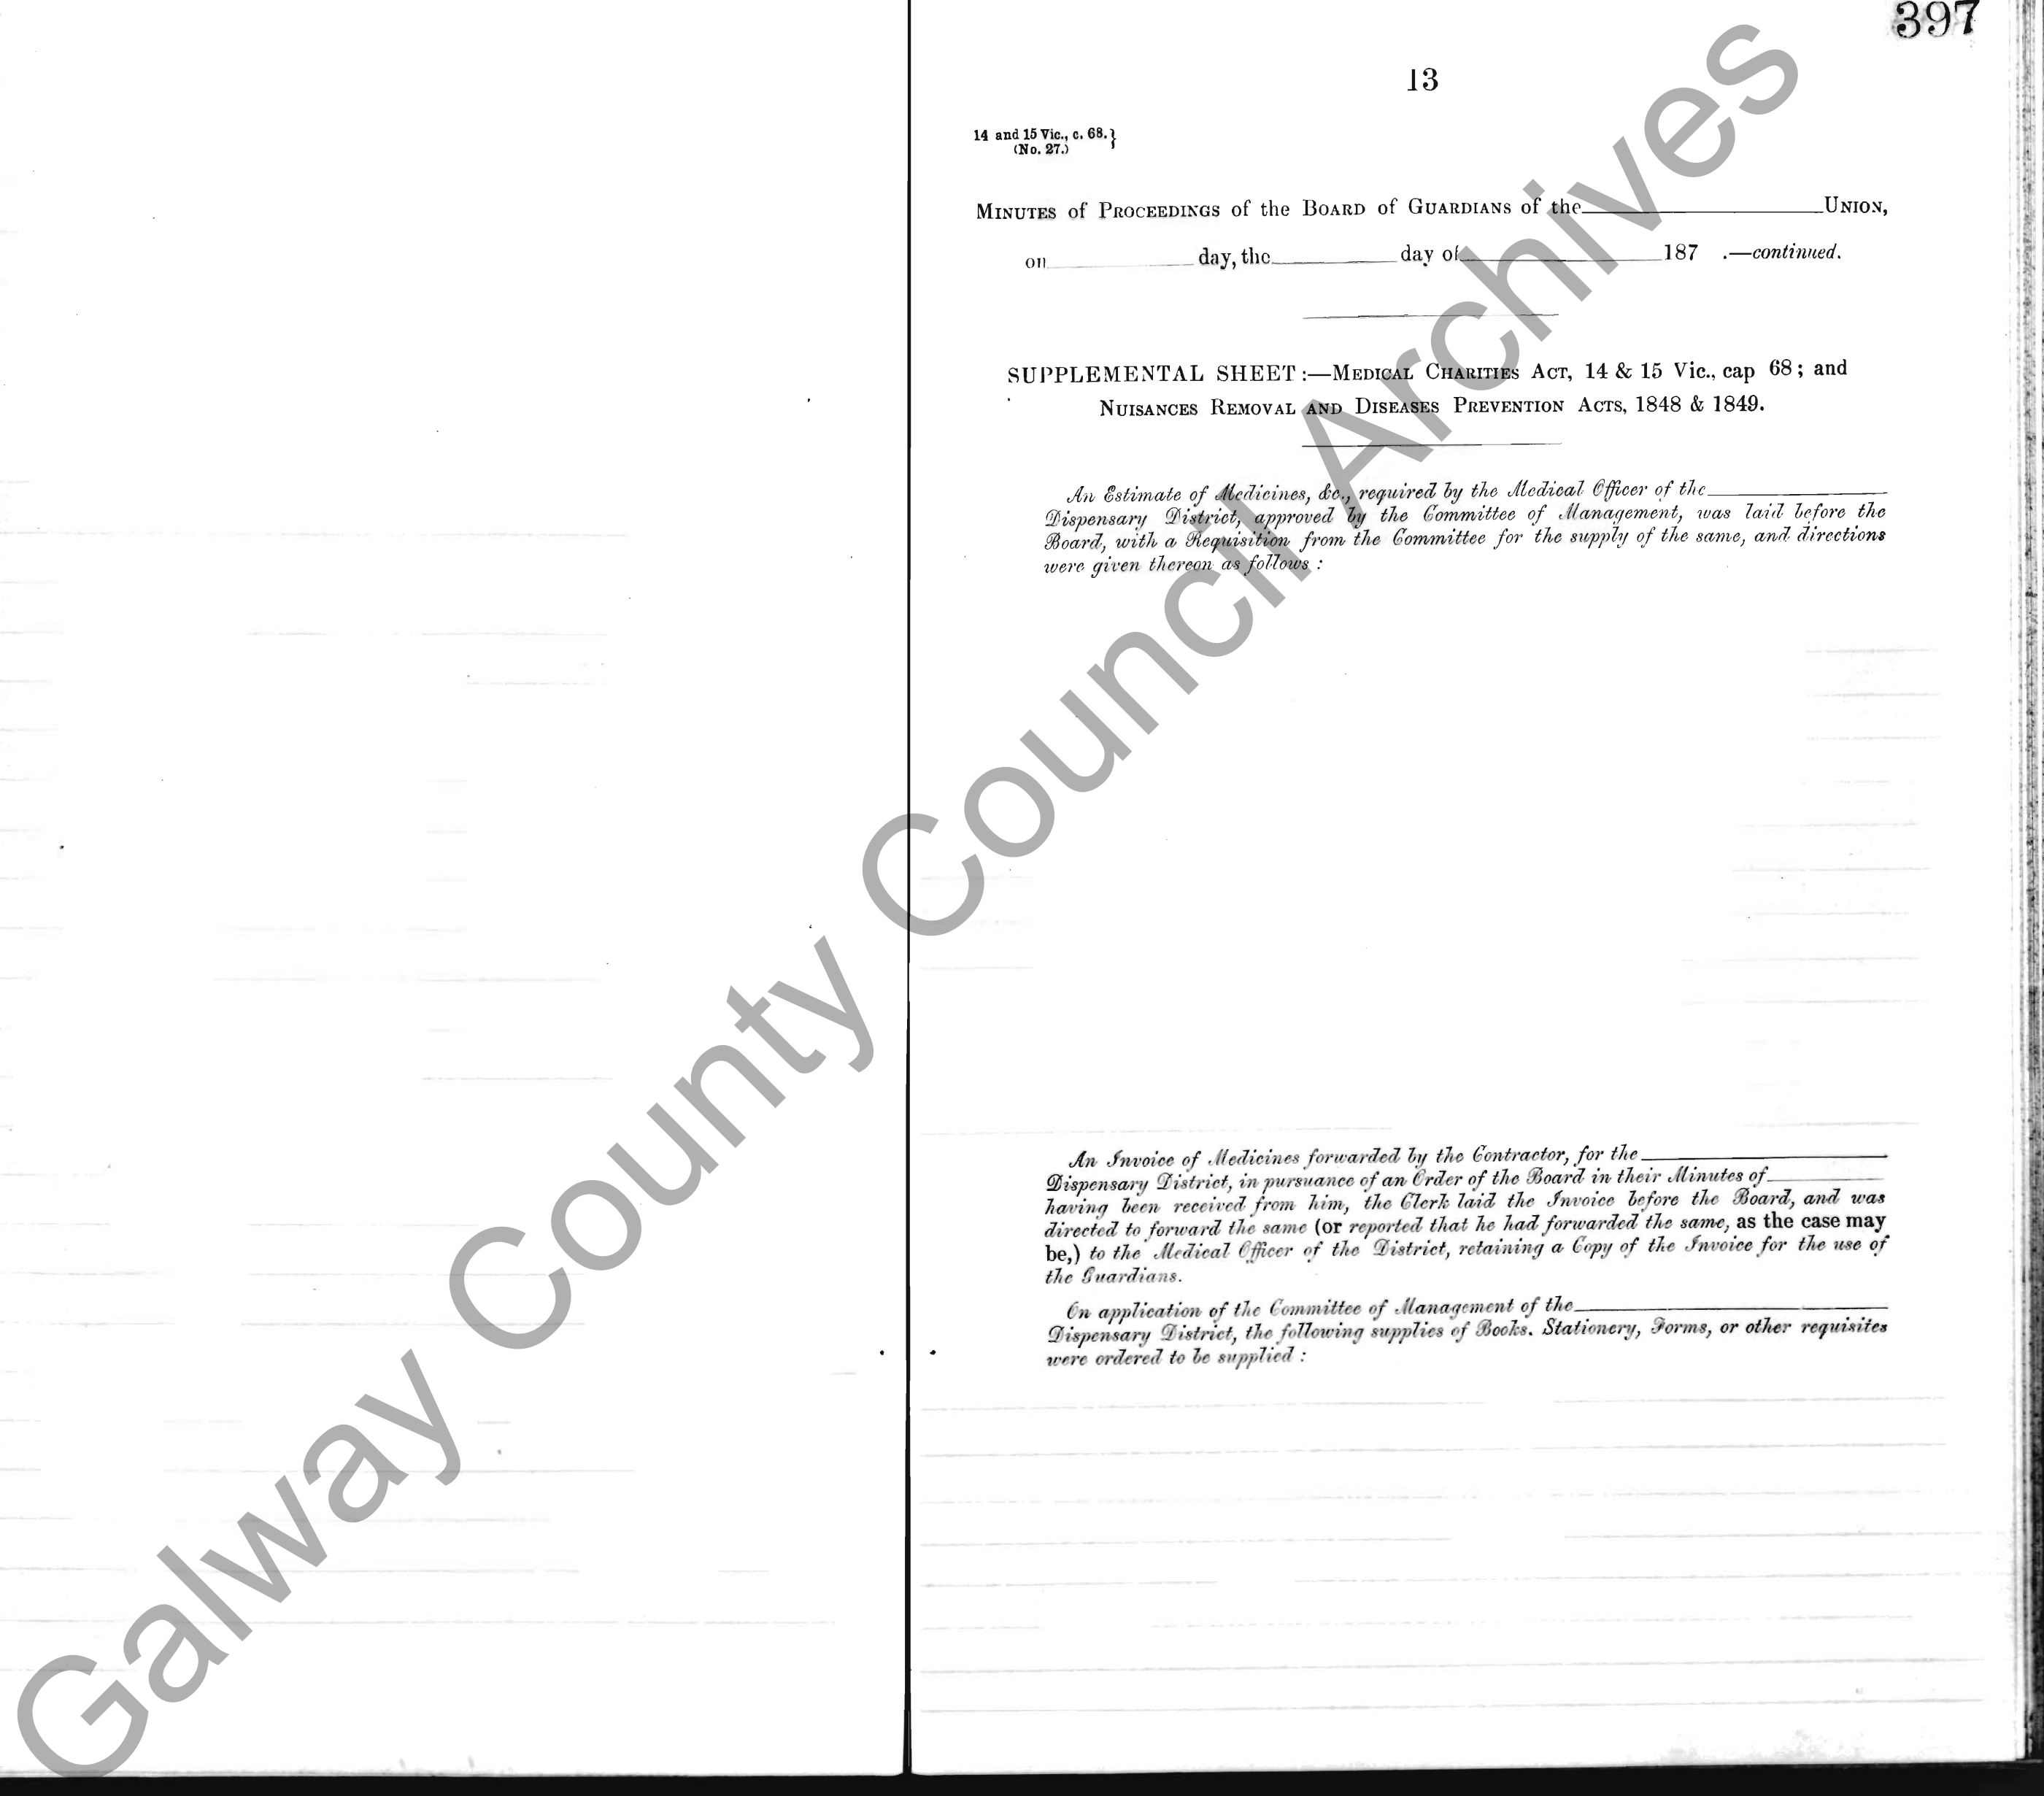 397
13
14 and 15 Vic., c. 68.}
(No. 27.)
MINUTES of PROCEEDINGS of the BOARD of GUARDIANS of the UNION,
on day, the day of 187 .—continued.
SUPPLEMENTAL SHEET:—MEDICAL CHARITIES ACT, 14 & 15 Vic., cap 68; and
NUISANCES REMOVAL AND DISEASES PREVENTION ACTS, 1848 & 1849.
An Estimate of Medicines, &c., required by the Medical Officer of the
Dispensary District, approved by the Committee of Management, was laid before the
Board, with a Requisition from the Committee for the supply of the same, and directions
were given thereon as follows :
An Invoice of Medicines forwarded by the Contractor, for the
Dispensary District, in pursuance of an Order of the Board in their Minutes of
having been received from him, the Clerk laid the Invoice before the Board, and was
directed to forward the same (or reported that he had forwarded the same, as the case may
be,) to the Medical Officer of the District, retaining a Copy of the Invoice for the use of
the Guardians.
On application of the Committee of Management of the
Dispensary District, the following supplies of Books. Stationery, Forms, or other requisites
were ordered to be supplied :
Galway County Council Archives